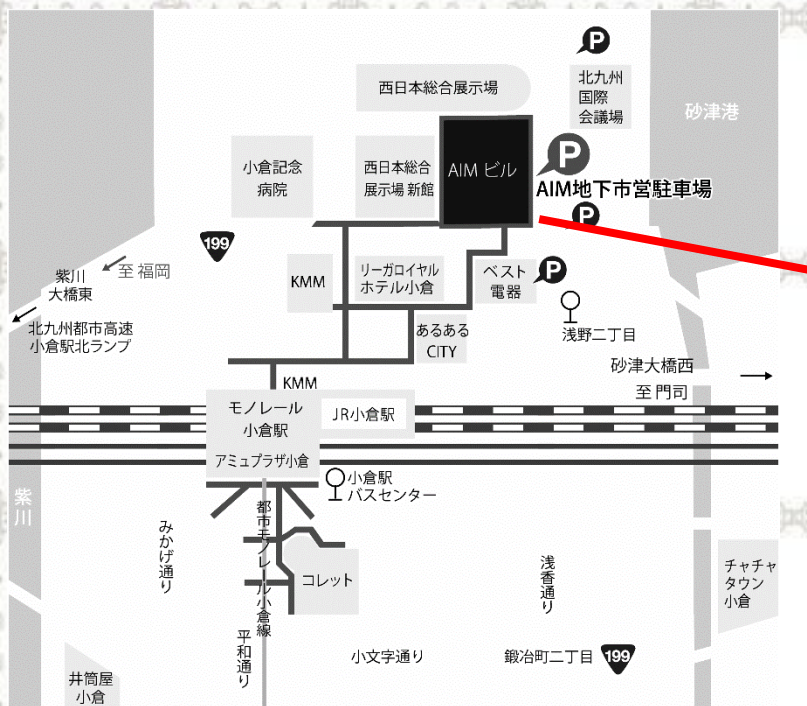 P
西日本総合展示場
北九州
国際
会議場
砂津港
小倉記念
病院
西日本総合
展示場 新館
AIM ビル
P
AIM地下市営駐車場
P
199
紫川
大橋東
至 福岡
北九州都市高速
小倉駅北ランプ
KMM
リーガロイヤル
ホテル小倉
ベスト
電器
P
浅野二丁目
あるある
CITY
砂津大橋西
至 門司
KMM
モノレール
小倉駅
JR小倉駅
アミュプラザ小倉
小倉駅
バスセンター
紫川
みかげ通り
都市モノレール小倉線
コレット
浅香通り
チャチャ
タウン
小倉
平和通り
小文字通り
鍛冶町二丁目
199
井筒屋
小倉